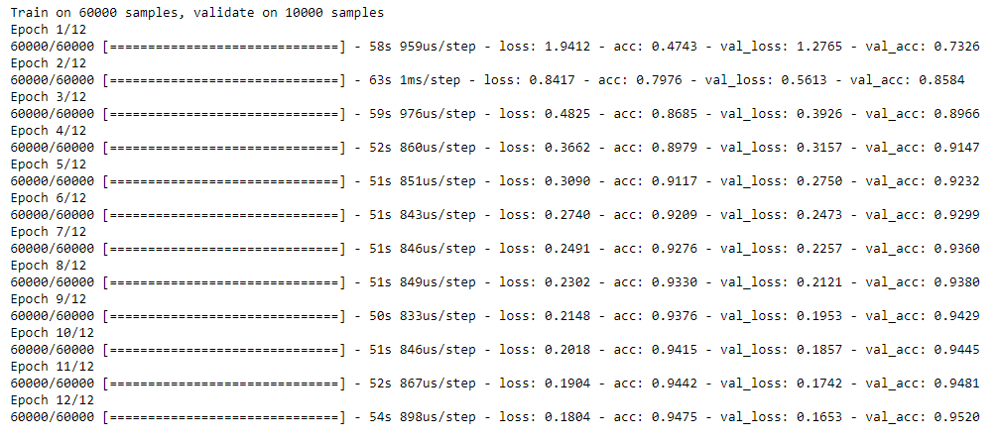 Train on 60000 samples, validate on 10000 samples
Epoch 1/12
60000/60000 [==============================] - 58s 959us/step - loss: 1.9412 - acc: 0.4743 - val_loss: 1.2765 - val_acc: 0.7326
Epoch 2/12
60000/60000 [==============================] - 63s 1ms/step - loss: 0.8417 - acc: 0.7976 - val_loss: 0.5613 - val_acc: 0.8584
Epoch 3/12
60000/60000 [==============================] - 59s 976us/step - loss: 0.4825 - acc: 0.8685 - val_loss: 0.3926 - val_acc: 0.8966
Epoch 4/12
60000/60000 [==============================] - 52s 860us/step - loss: 0.3662 - acc: 0.8979 - val_loss: 0.3157 - val_acc: 0.9147
Epoch 5/12
60000/60000 [==============================] - 51s 851us/step - loss: 0.3090 - acc: 0.9117 - val_loss: 0.2750 - val_acc: 0.9232
Epoch 6/12
60000/60000 [==============================] - 51s 843us/step - loss: 0.2740 - acc: 0.9209 - val_loss: 0.2473 - val_acc: 0.9299
Epoch 7/12
60000/60000 [==============================] - 51s 846us/step - loss: 0.2491 - acc: 0.9276 - val_loss: 0.2257 - val_acc: 0.9360
Epoch 8/12
60000/60000 [==============================] - 51s 849us/step - loss: 0.2302 - acc: 0.9330 - val_loss: 0.2121 - val_acc: 0.9380
Epoch 9/12
60000/60000 [==============================] - 50s 833us/step - loss: 0.2148 - acc: 0.9376 - val_loss: 0.1953 - val_acc: 0.9429
Epoch 10/12
60000/60000 [==============================] - 51s 846us/step - loss: 0.2018 - acc: 0.9415 - val_loss: 0.1857 - val_acc: 0.9445
Epoch 11/12
60000/60000 [==============================] - 52s 867us/step - loss: 0.1904 - acc: 0.9442 - val_loss: 0.1742 - val_acc: 0.9481
Epoch 12/12
60000/60000 [==============================] - 54s 898us/step - loss: 0.1804 - acc: 0.9475 - val_loss: 0.1653 - val_acc: 0.9520